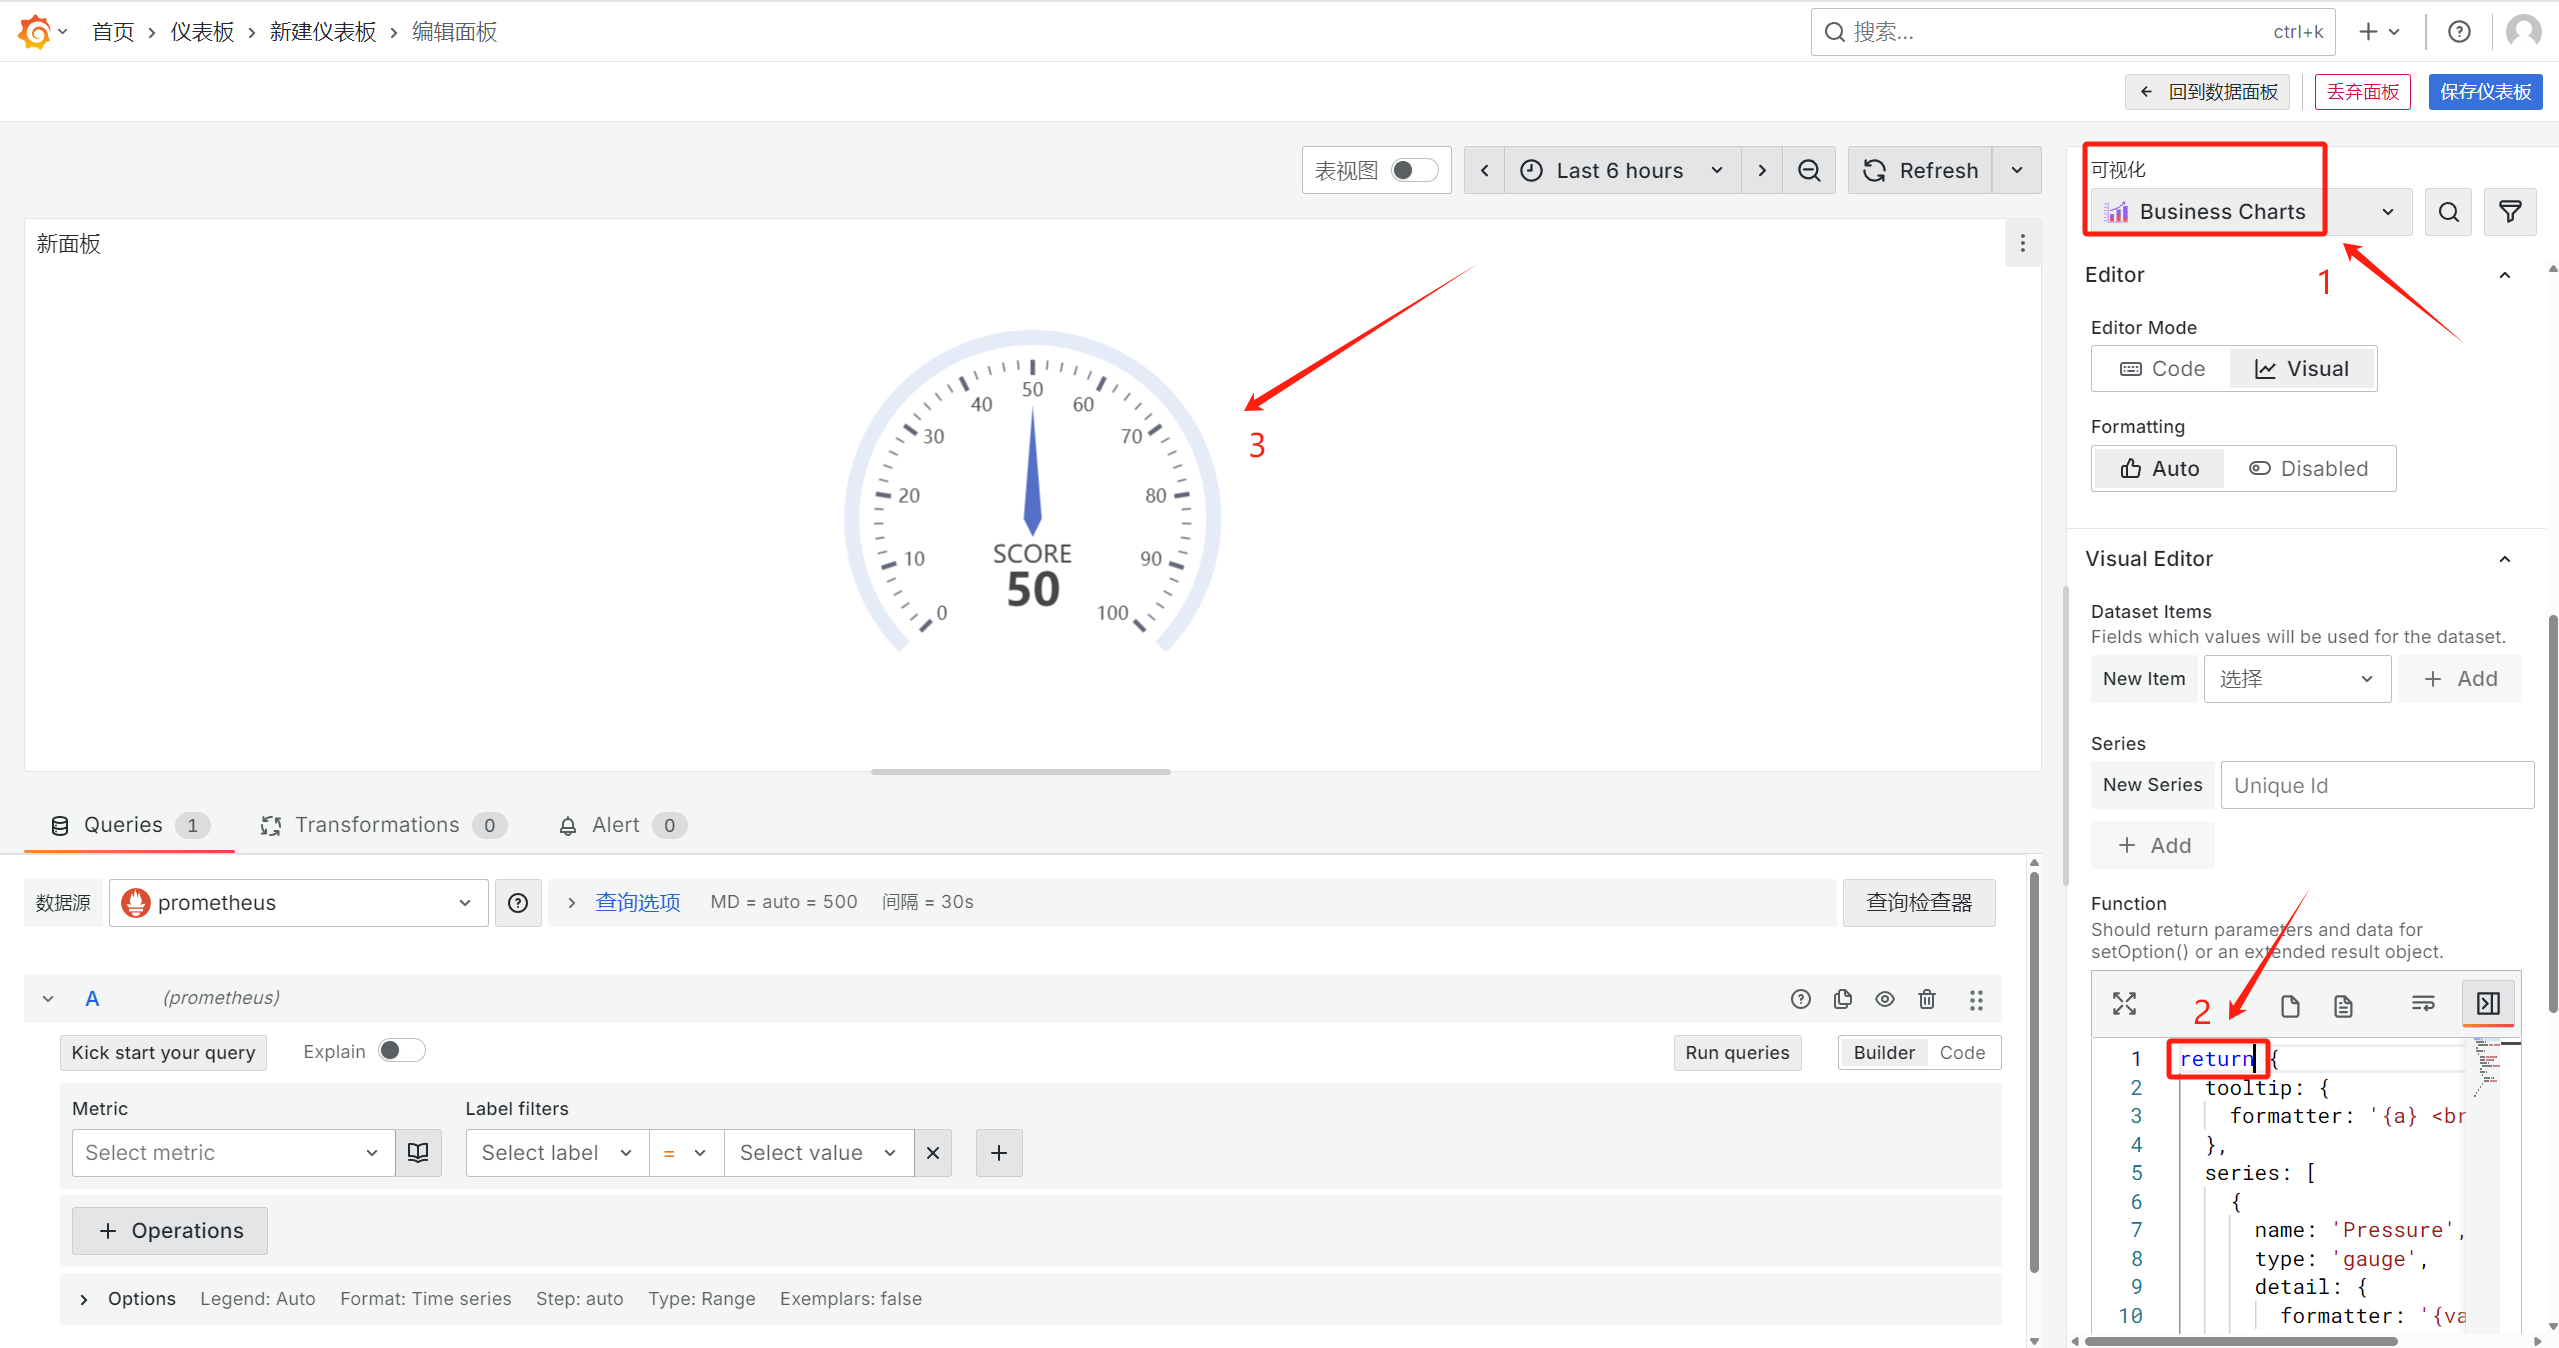 首页 › 仪表板 › 新建仪表板 › 编辑面板
搜索...
ctrl+k
回到数据面板
丢弃面板
保存仪表板
表视图
Last 6 hours
Refresh
可视化
Business Charts
1
新面板
0
10
20
30
40
50
60
70
80
90
100
SCORE
50
3
Editor
Editor Mode
Code
Visual
Formatting
Auto
Disabled
Visual Editor
Dataset Items
Fields which values will be used for the dataset.
New Item
选择
+ Add
Series
New Series
Unique Id
+ Add
Function
Should return parameters and data for
setOption() or an extended result object.
2
1 return {
2 tooltip: {
3 formatter: '{a} <br
4 },
5 series: [
6 {
7 name: 'Pressure',
8 type: 'gauge',
9 detail: {
10 formatter: '{va
Queries 1
Transformations 0
Alert 0
数据源
prometheus
查询选项
MD = auto = 500
间隔 = 30s
查询检查器
A
(prometheus)
Kick start your query
Explain
Run queries
Builder
Code
Metric
Label filters
Select metric
Select label
=
Select value
+ Operations
Options
Legend: Auto
Format: Time series
Step: auto
Type: Range
Exemplars: false